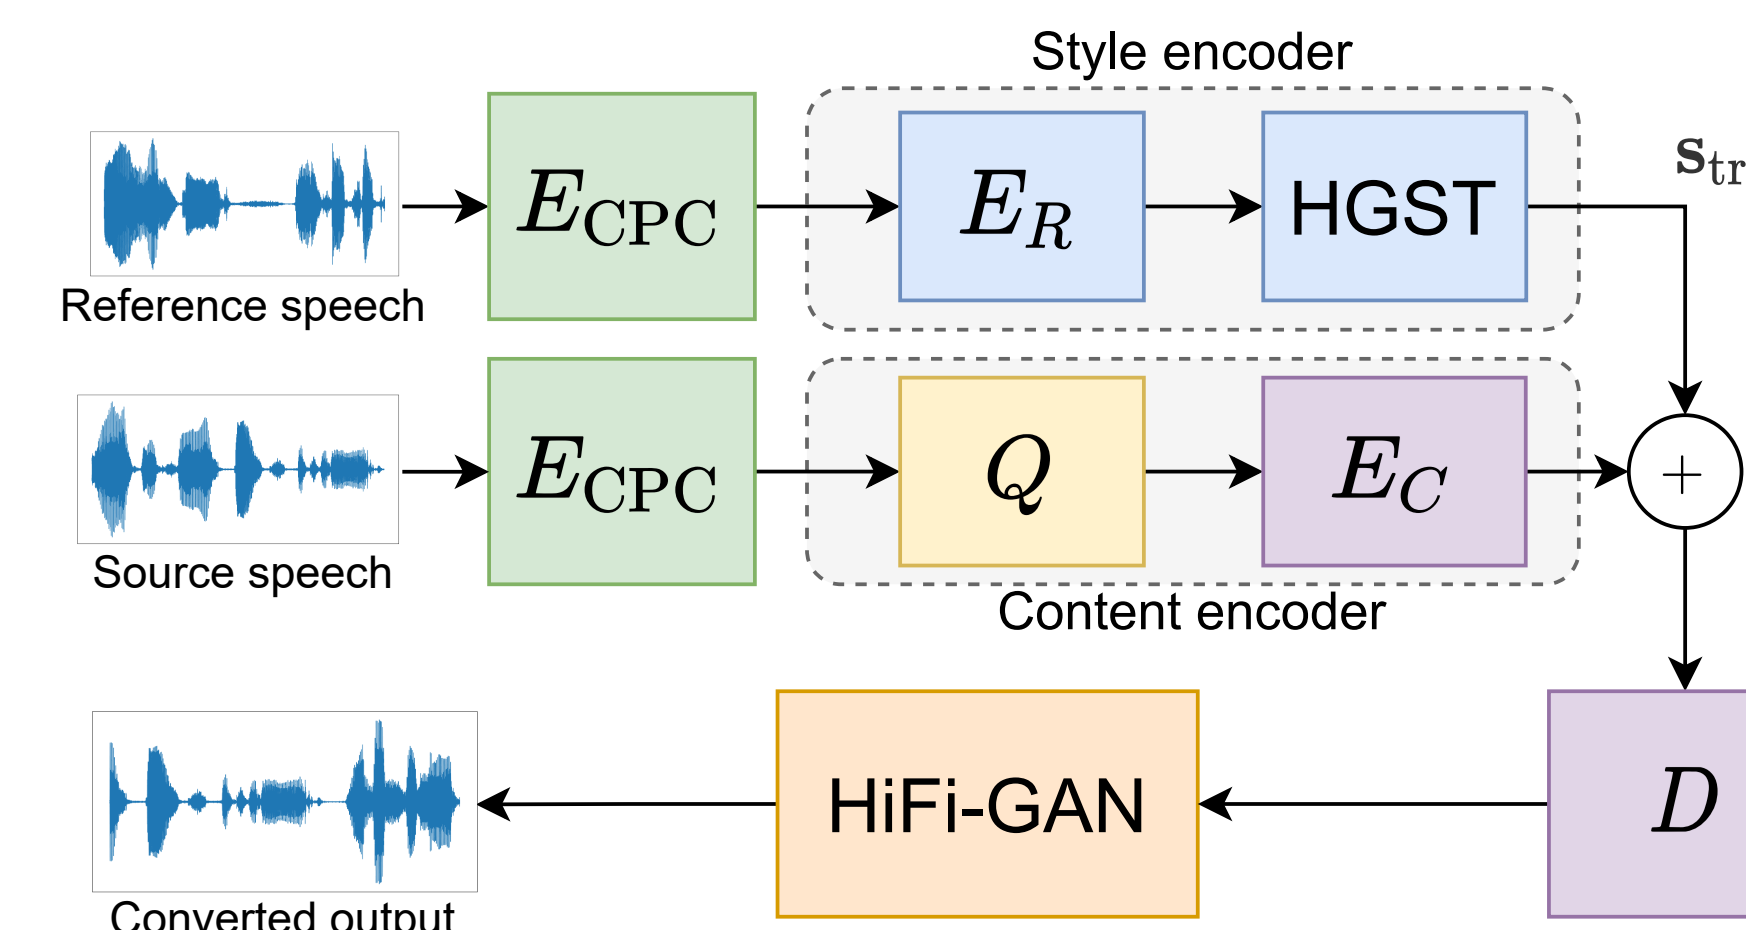 Style encoder
E_CPC
E_R
HGST
s_tr
Reference speech
E_CPC
Q
E_C
+
Source speech
Content encoder
HiFi-GAN
D
Converted output